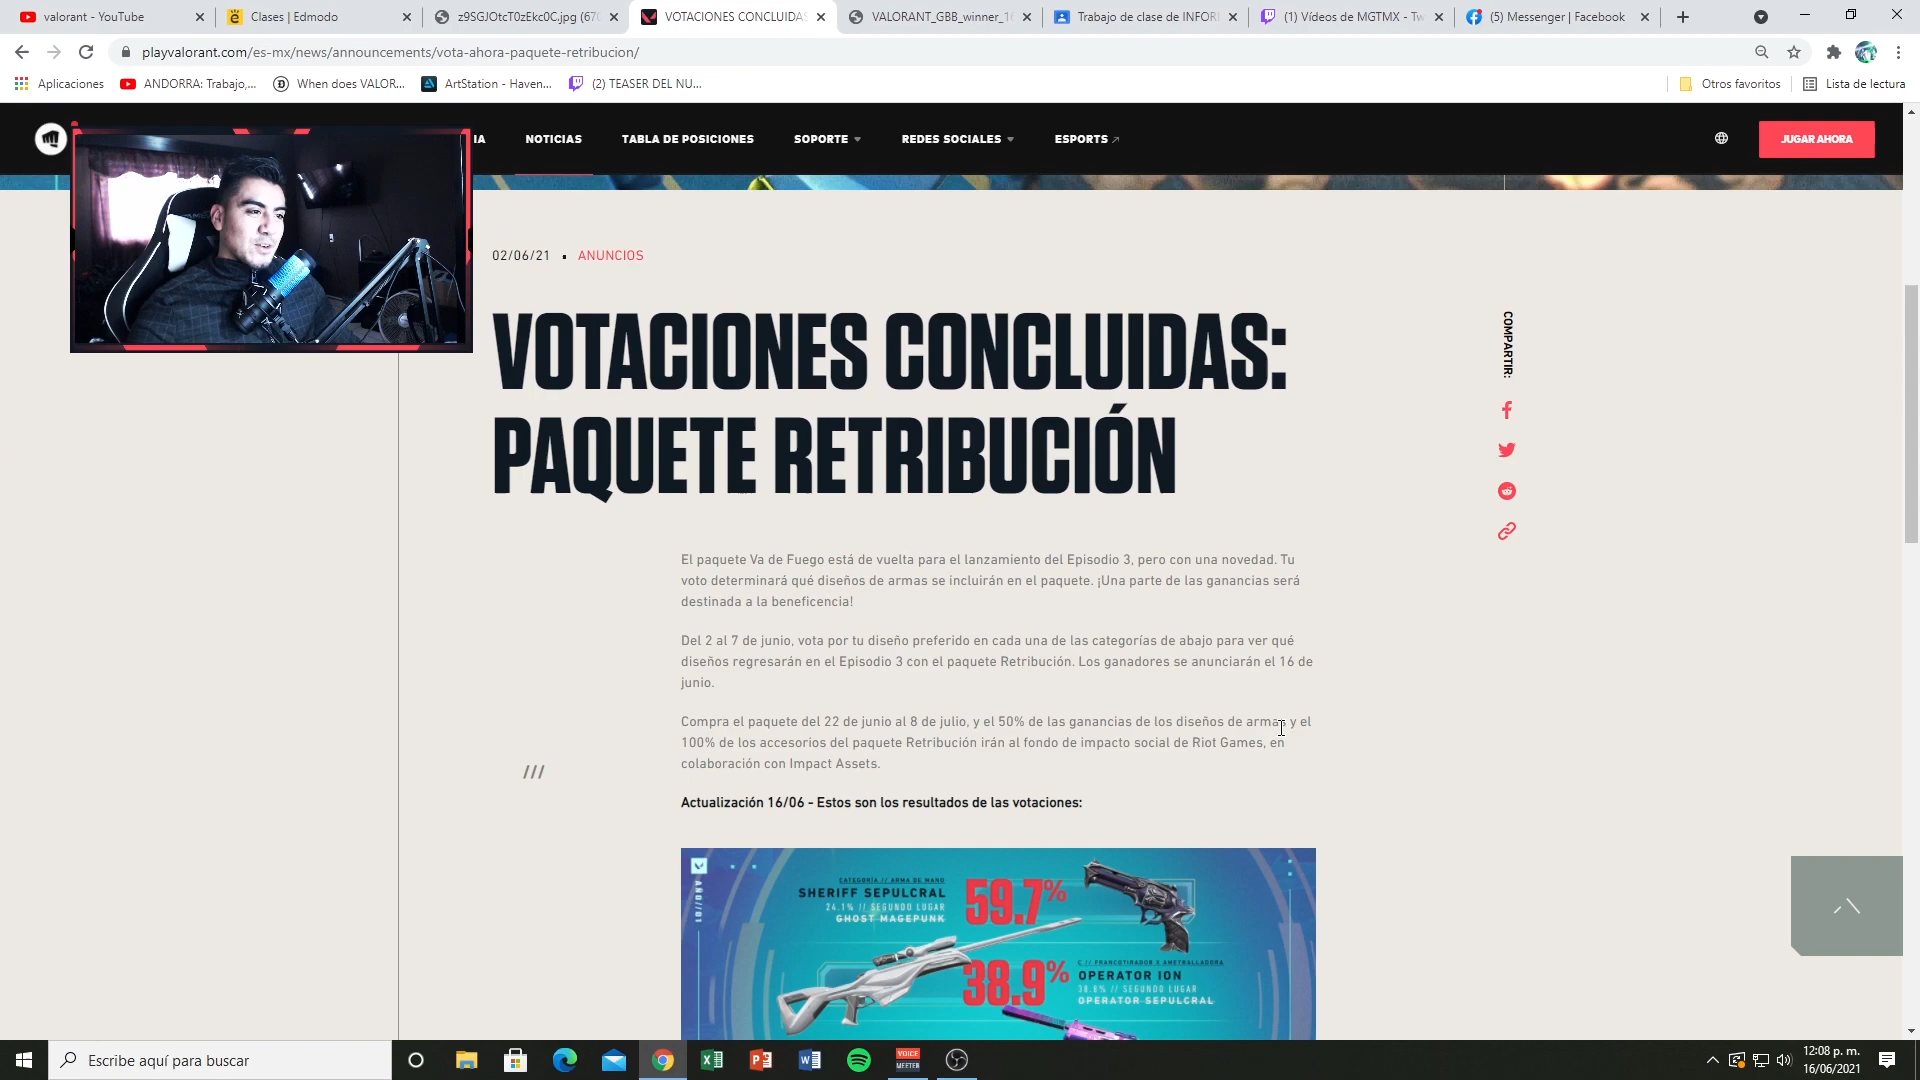 valorant - YouTube
Clases | Edmodo
z9SGJOtcT0zEkc0C.jpg (670
VOTACIONES CONCLUIDAS
VALORANT_GBB_winner_1
Trabajo de clase de INFOR
(1) Vídeos de MGTMX - Tw
(5) Messenger | Facebook
playvalorant.com/es-mx/news/announcements/vota-ahora-paquete-retribucion/
Aplicaciones
ANDORRA: Trabajo,...
When does VALOR...
ArtStation - Haven...
(2) TEASER DEL NU...
Otros favoritos
Lista de lectura
IA
NOTICIAS
TABLA DE POSICIONES
SOPORTE
REDES SOCIALES
ESPORTS
JUGAR AHORA
02/06/21
ANUNCIOS
VOTACIONES CONCLUIDAS:
PAQUETE RETRIBUCIÓN
COMPARTIR:
El paquete Va de Fuego está de vuelta para el lanzamiento del Episodio 3, pero con una novedad. Tu
voto determinará qué diseños de armas se incluirán en el paquete. ¡Una parte de las ganancias será
destinada a la beneficencia!
Del 2 al 7 de junio, vota por tu diseño preferido en cada una de las categorías de abajo para ver qué
diseños regresarán en el Episodio 3 con el paquete Retribución. Los ganadores se anunciarán el 16 de
junio.
Compra el paquete del 22 de junio al 8 de julio, y el 50% de las ganancias de los diseños de armas y el
100% de los accesorios del paquete Retribución irán al fondo de impacto social de Riot Games, en
colaboración con Impact Assets.
///
Actualización 16/06 - Estos son los resultados de las votaciones:
AÑO//01
CATEGORÍA // ARMA DE MANO
SHERIFF SEPULCRAL
24.1% // SEGUNDO LUGAR
GHOST MAGEPUNK
59.7%
38.9%
C // FRANCOTIRADOR X AMETRALLADORA
OPERATOR ION
38.8% // SEGUNDO LUGAR
OPERATOR SEPULCRAL
Escribe aquí para buscar
VOICE
MEETER
12:08 p. m.
16/06/2021